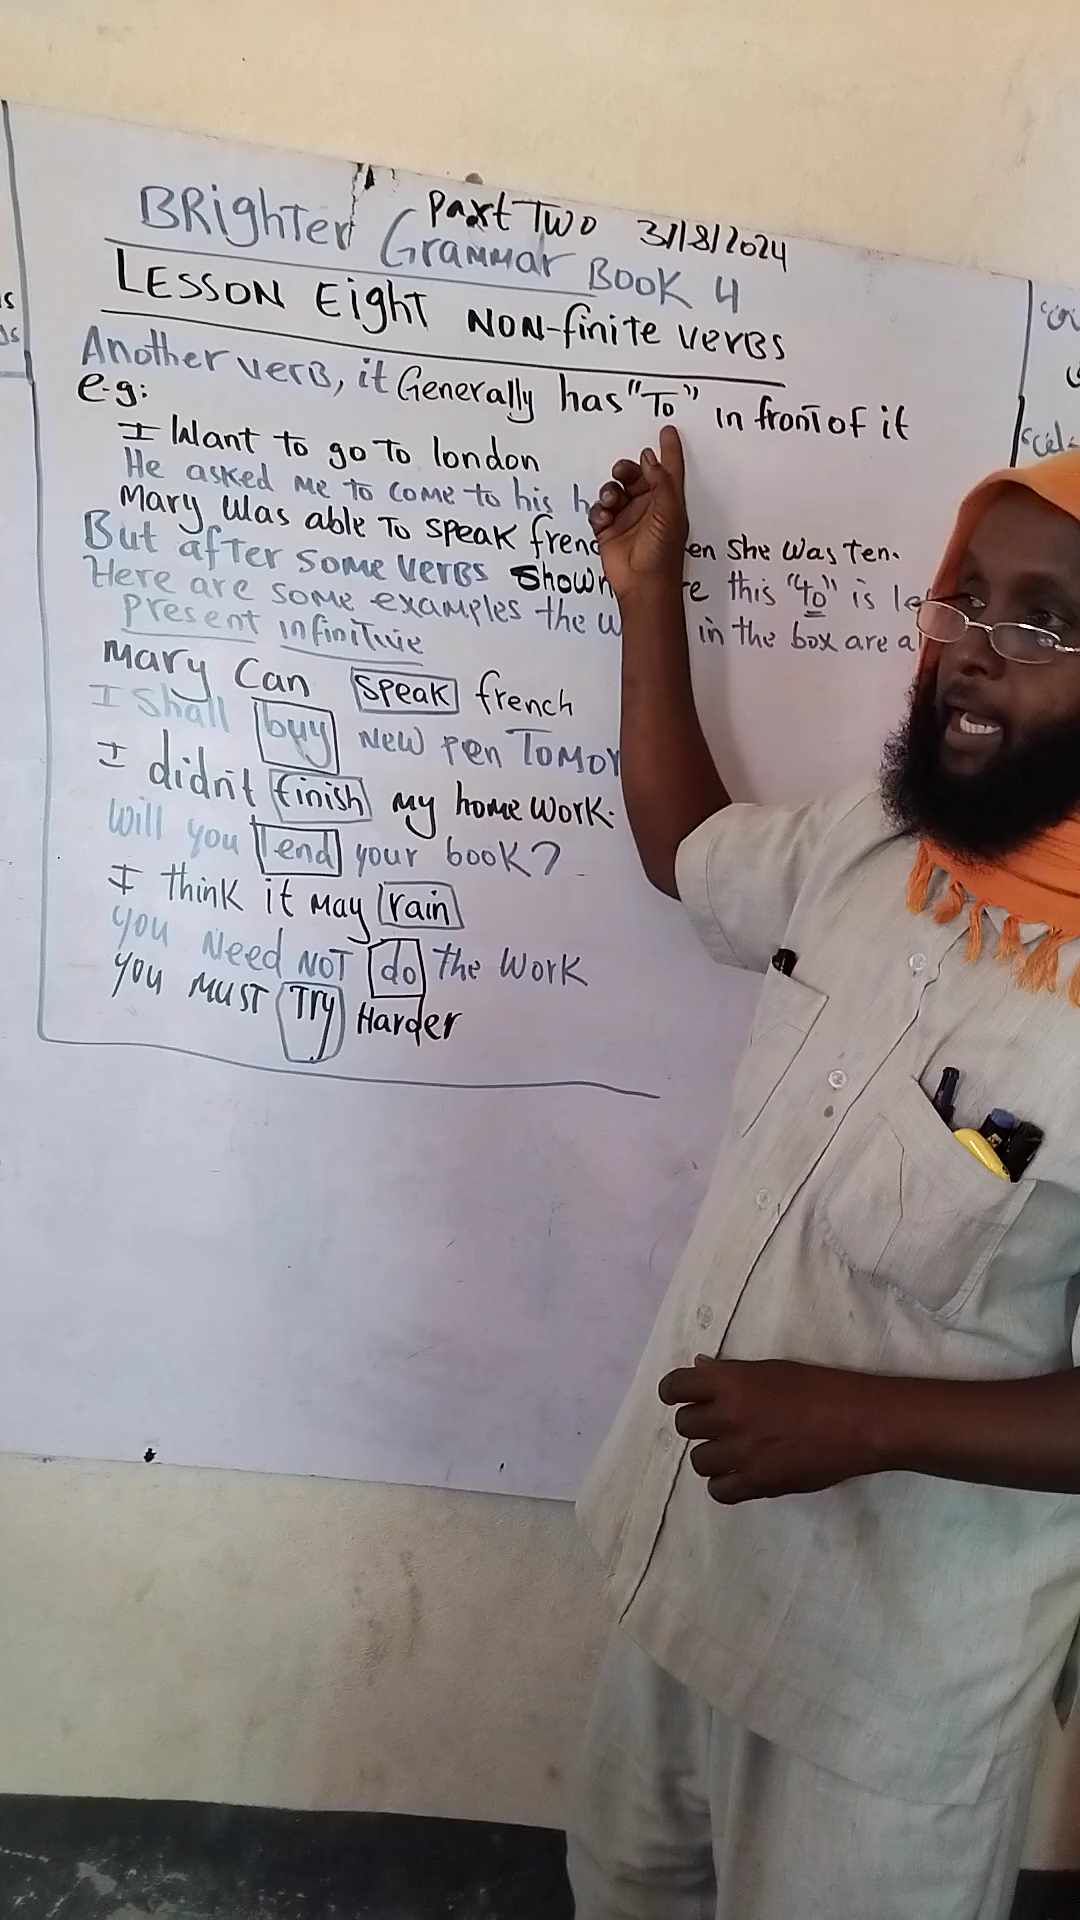 Part Two 31/8/2024
BRighter Grammar BOOK 4
LESSON Eight NON-finite verBs
Another verB, it Generally has "To" in front of it
e.g:
I Want to go To london
He asked me to come to his
Mary Was able To speak she was Ten.
But after some verBs this "to" is
Here are some examples the in the box are
present infinitive
Mary Can speak french
I Shall buy New pen
I didn't finish my home work.
Will you lend your book?
I think it may rain
you Need NOT do the work
you MUST Try Harder